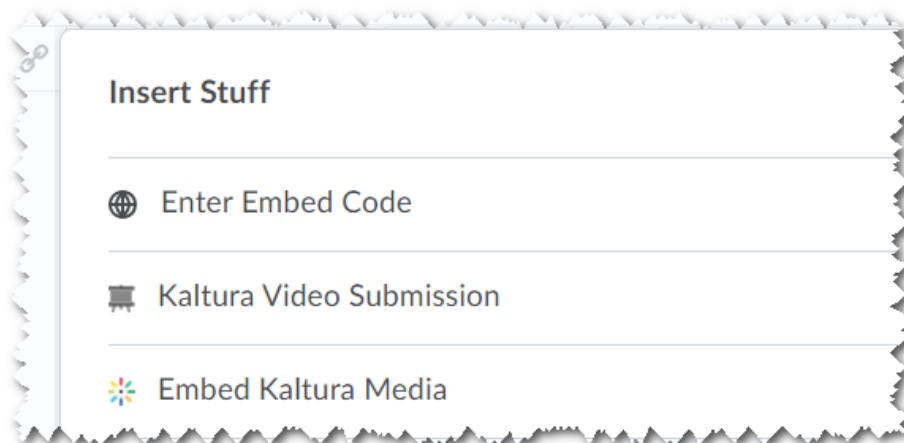 Insert Stuff
Enter Embed Code
Kaltura Video Submission
Embed Kaltura Media